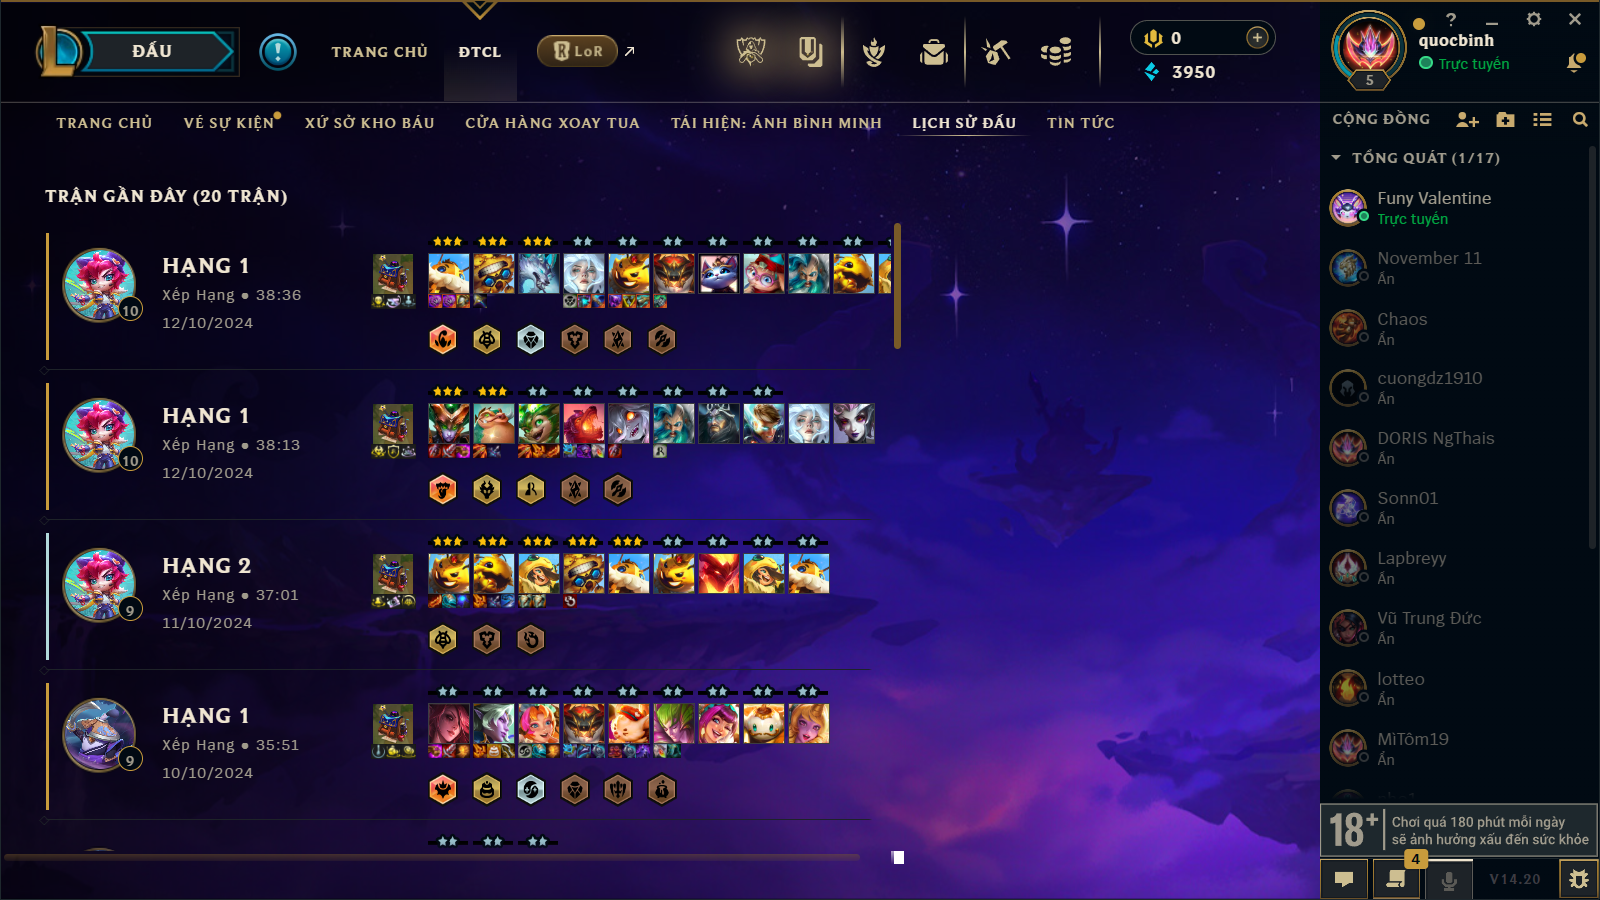 ĐẤU
TRANG CHỦ
ĐTCL
LoR
0
3950
quocbinh
Trực tuyến
5
TRANG CHỦ
VÉ SỰ KIỆN
XỨ SỞ KHO BÁU
CỬA HÀNG XOAY TUA
TÁI HIỆN: ÁNH BÌNH MINH
LỊCH SỬ ĐẤU
TIN TỨC
TRẬN GẦN ĐÂY (20 TRẬN)
HẠNG 1
Xếp Hạng ● 38:36
12/10/2024
10
HẠNG 1
Xếp Hạng ● 38:13
12/10/2024
10
HẠNG 2
Xếp Hạng ● 37:01
11/10/2024
9
HẠNG 1
Xếp Hạng ● 35:51
10/10/2024
9
CỘNG ĐỒNG
TỔNG QUÁT (1/17)
Funy Valentine
Trực tuyến
November 11
Ẩn
Chaos
Ẩn
cuongdz1910
Ẩn
DORIS NgThais
Ẩn
Sonn01
Ẩn
Lapbreyy
Ẩn
Vũ Trung Đức
Ẩn
lotteo
Ẩn
MìTôm19
Ẩn
18+
Chơi quá 180 phút mỗi ngày
sẽ ảnh hưởng xấu đến sức khỏe
4
V14.20